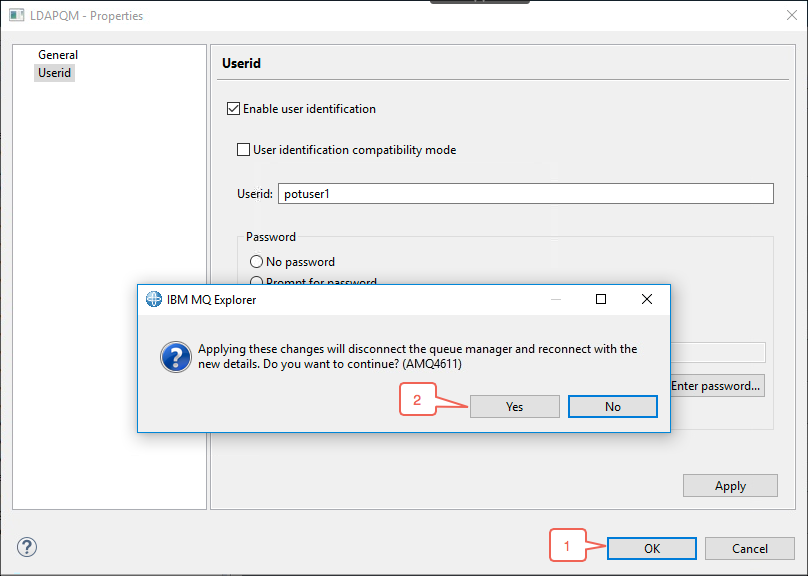 LDAPQM - Properties
General
Userid
Userid
Enable user identification
User identification compatibility mode
Userid: potuser1
Password
No password
Prompt for password
IBM MQ Explorer
Applying these changes will disconnect the queue manager and reconnect with the
new details. Do you want to continue? (AMQ4611)
Enter password...
2
Yes
No
Apply
1
OK
Cancel